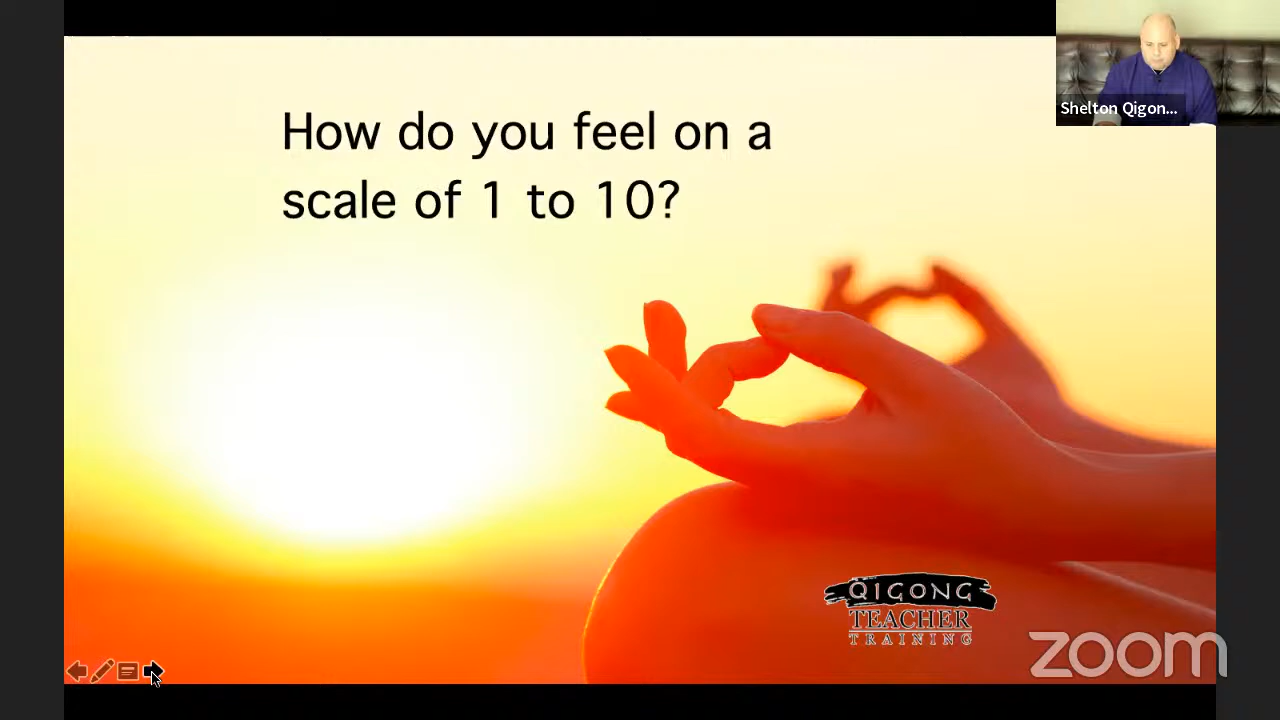 How do you feel on a
scale of 1 to 10?
Shelton Qigon...
QIGONG
TEACHER
TRAINING
zoom